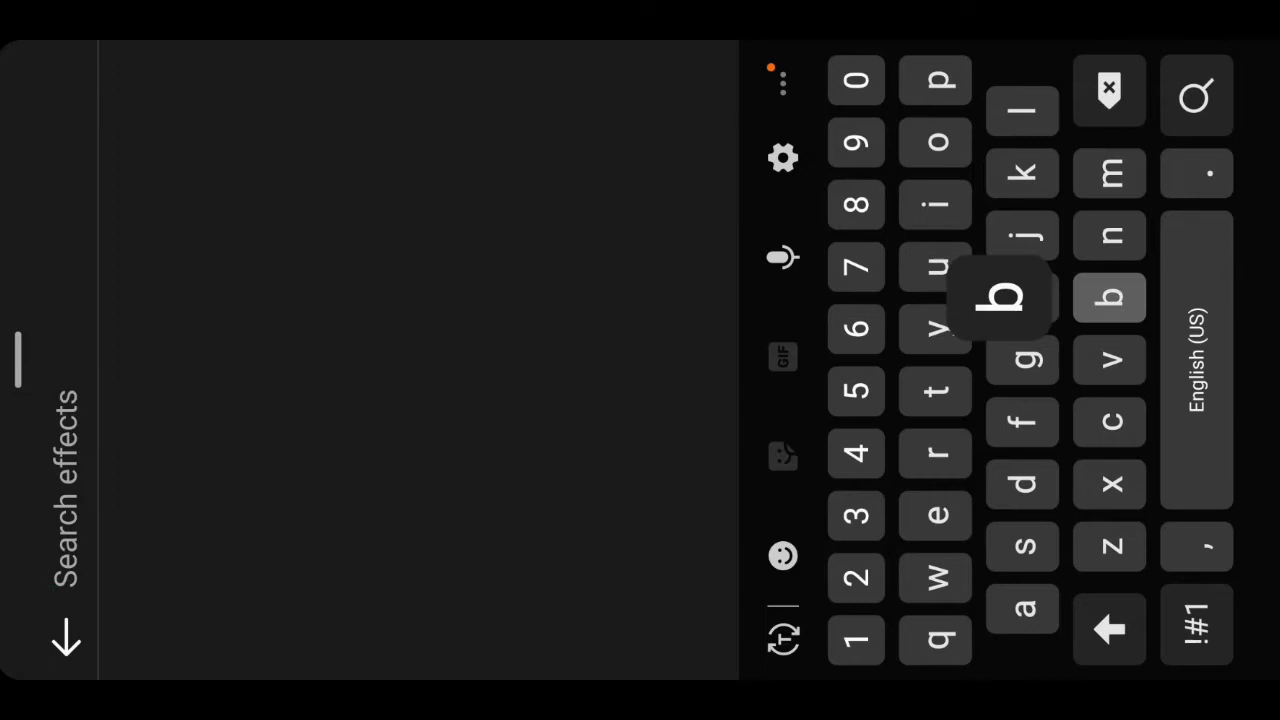 Search effects
GIF
T
1 2 3 4 5 6 7 8 9 0
q w e r t y u i o p
a s d f g b j k l
z x c v b n m
!#1 , English (US) .